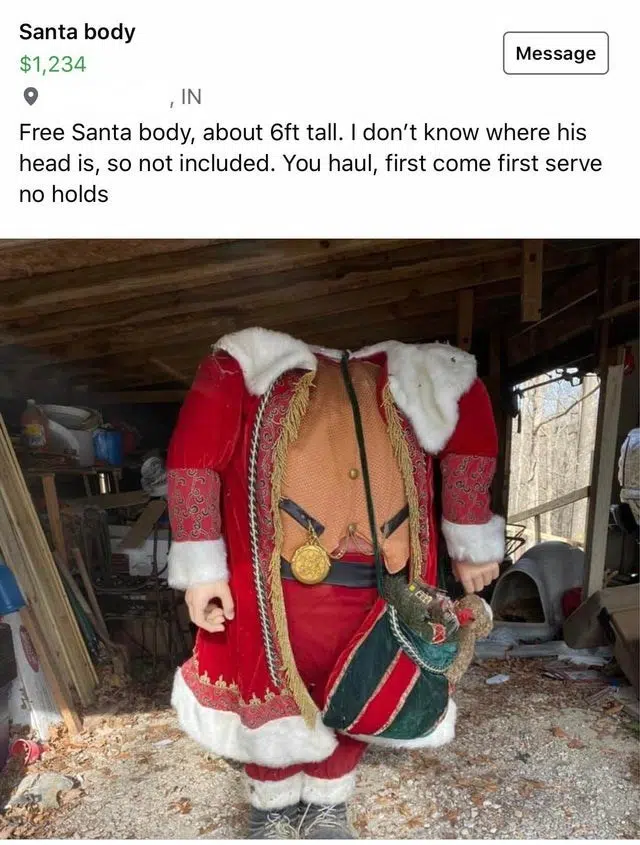 Santa body
$1,234
Message
, IN
Free Santa body, about 6ft tall. I don’t know where his
head is, so not included. You haul, first come first serve
no holds